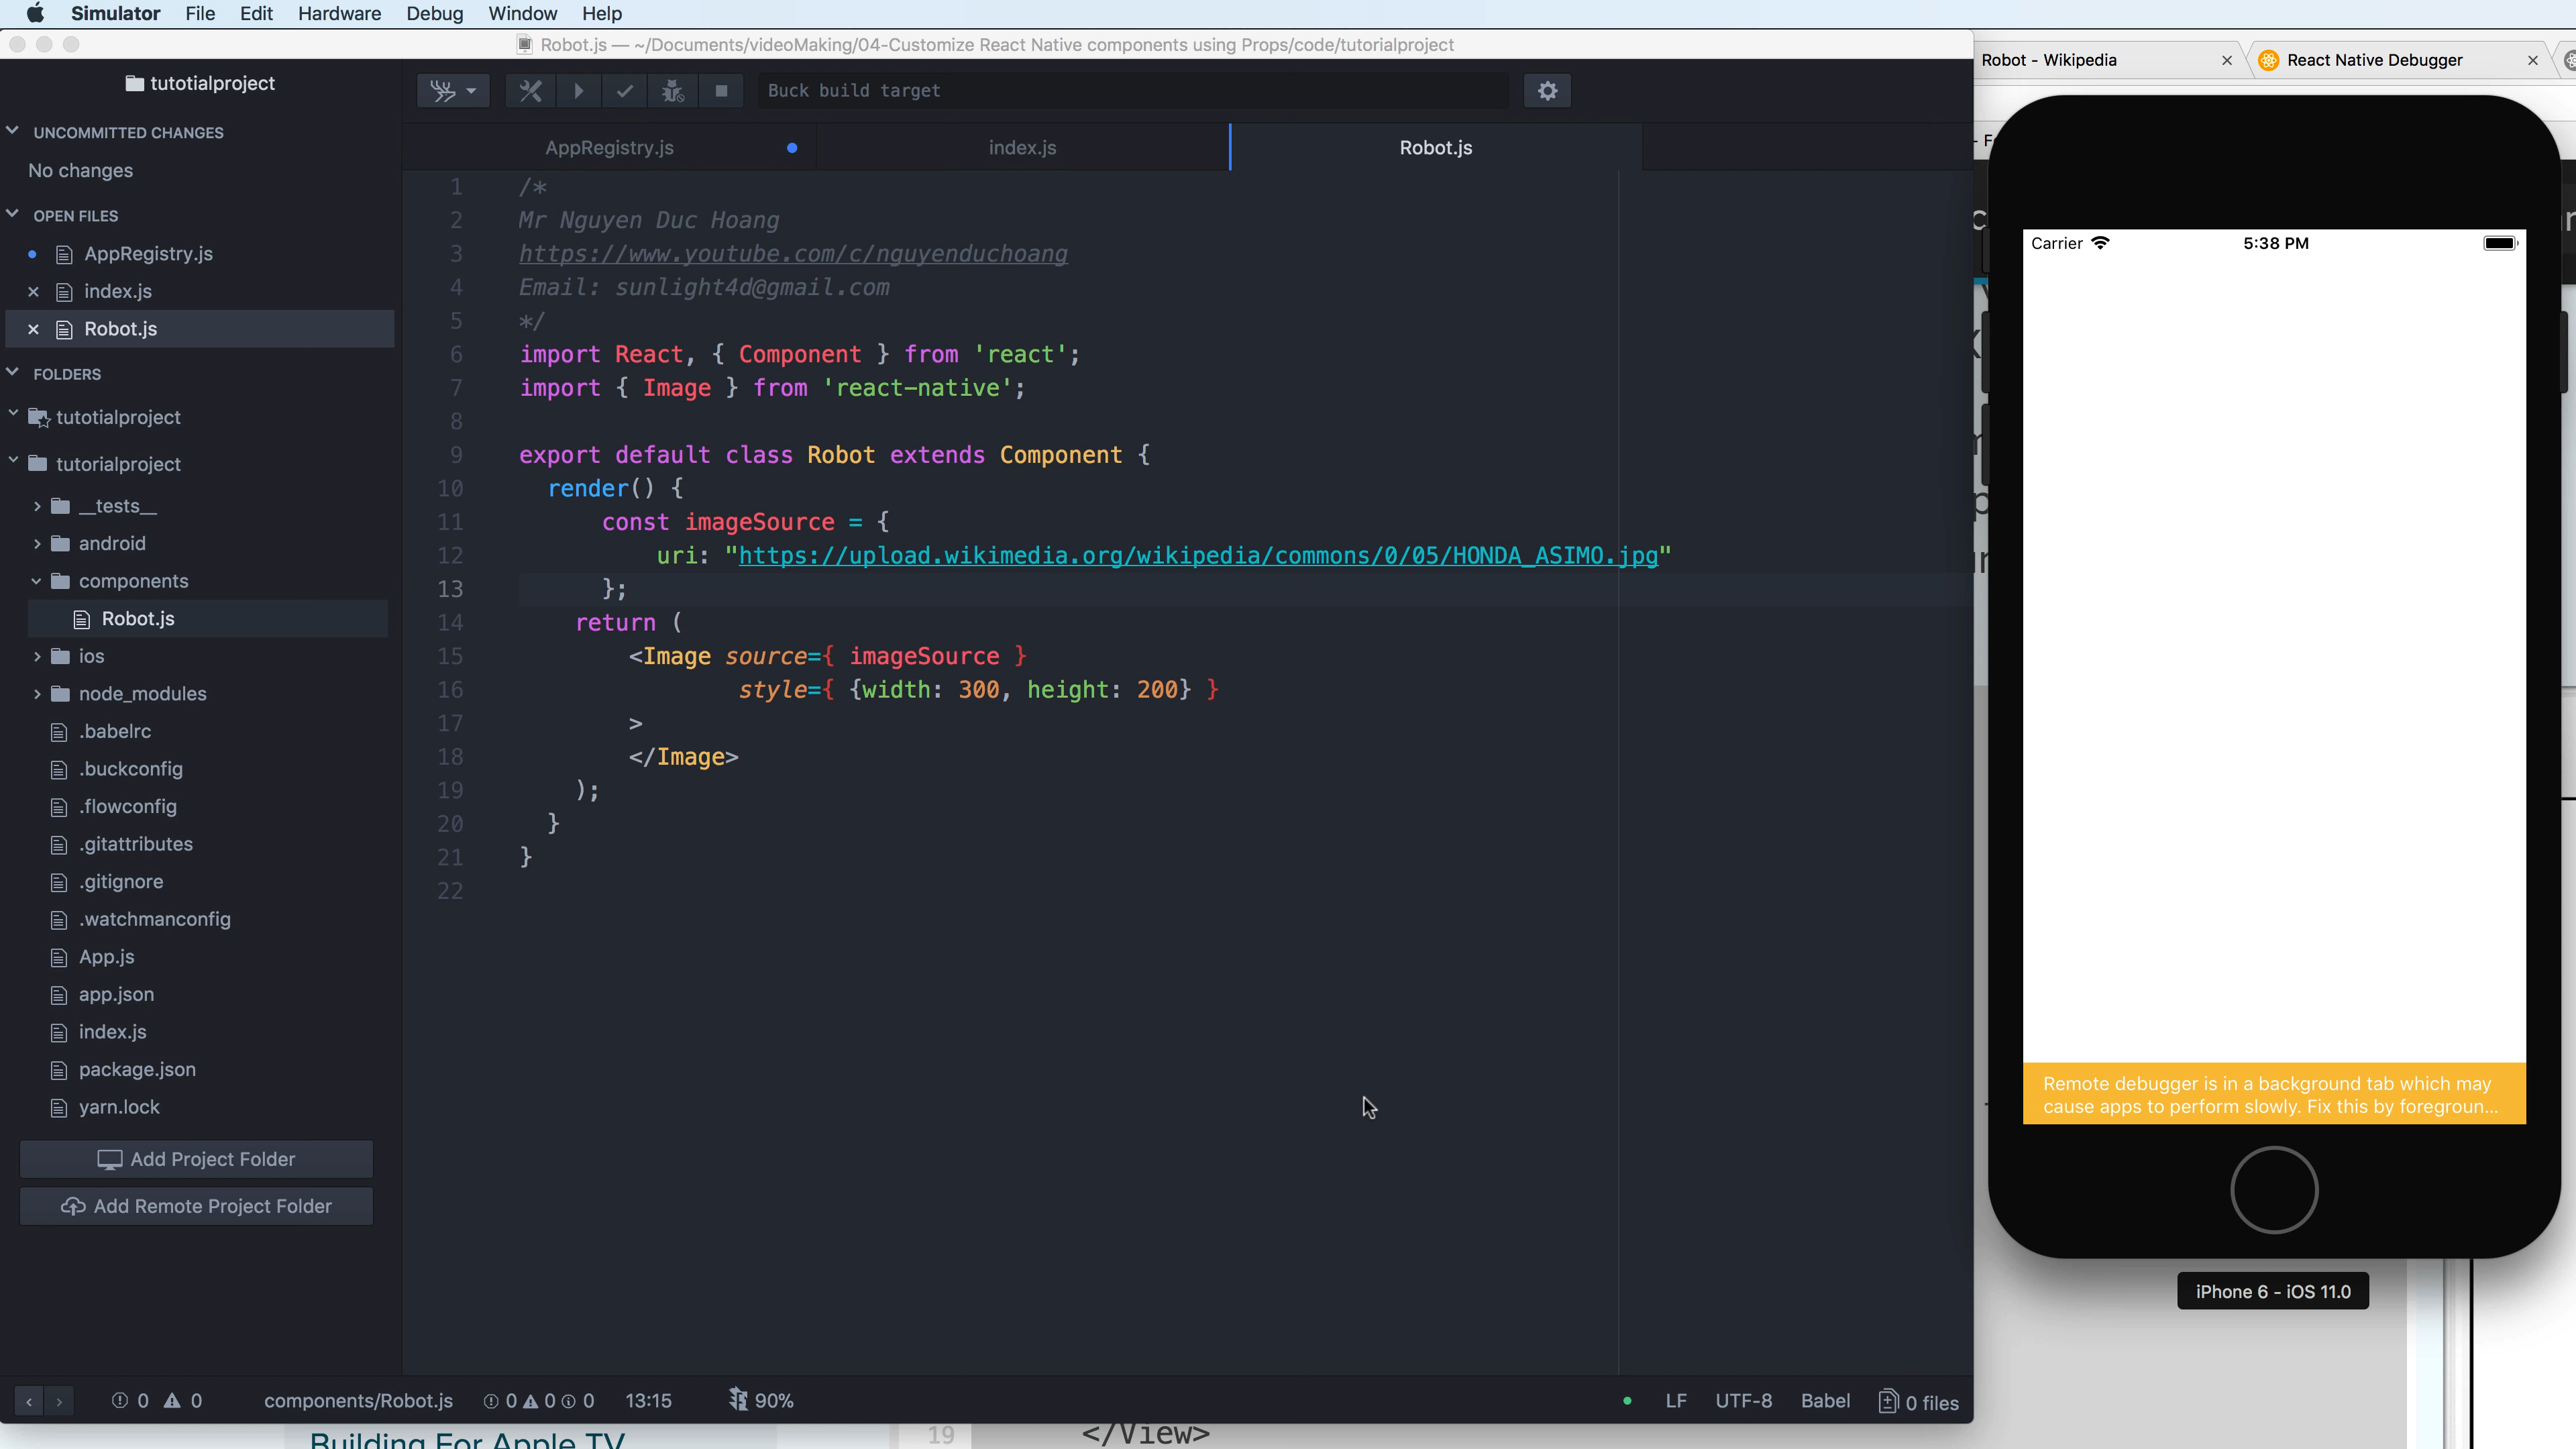 Simulator File Edit Hardware Debug Window Help
Robot.js — ~/Documents/videoMaking/04-Customize React Native components using Props/code/tutorialproject
Robot - Wikipedia
React Native Debugger
tutotialproject
Buck build target
UNCOMMITTED CHANGES
No changes
OPEN FILES
AppRegistry.js
index.js
Robot.js
FOLDERS
tutotialproject
tutorialproject
__tests__
android
components
Robot.js
ios
node_modules
.babelrc
.buckconfig
.flowconfig
.gitattributes
.gitignore
.watchmanconfig
App.js
app.json
index.js
package.json
yarn.lock
Add Project Folder
Add Remote Project Folder
AppRegistry.js
index.js
Robot.js
1 /*
2 Mr Nguyen Duc Hoang
3 https://www.youtube.com/c/nguyenduchoang
4 Email: sunlight4d@gmail.com
5 */
6 import React, { Component } from 'react';
7 import { Image } from 'react-native';
8
9 export default class Robot extends Component {
10 render() {
11 const imageSource = {
12 uri: "https://upload.wikimedia.org/wikipedia/commons/0/05/HONDA_ASIMO.jpg"
13 };
14 return (
15 <Image source={ imageSource }
16 style={ {width: 300, height: 200} }
17 >
18 </Image>
19 );
20 }
21 }
22
Carrier 5:38 PM
Remote debugger is in a background tab which may
cause apps to perform slowly. Fix this by foregroun...
iPhone 6 - iOS 11.0
0 0 components/Robot.js 0 0 0 13:15 90% LF UTF-8 Babel 0 files
Building For Apple TV
19 </View>